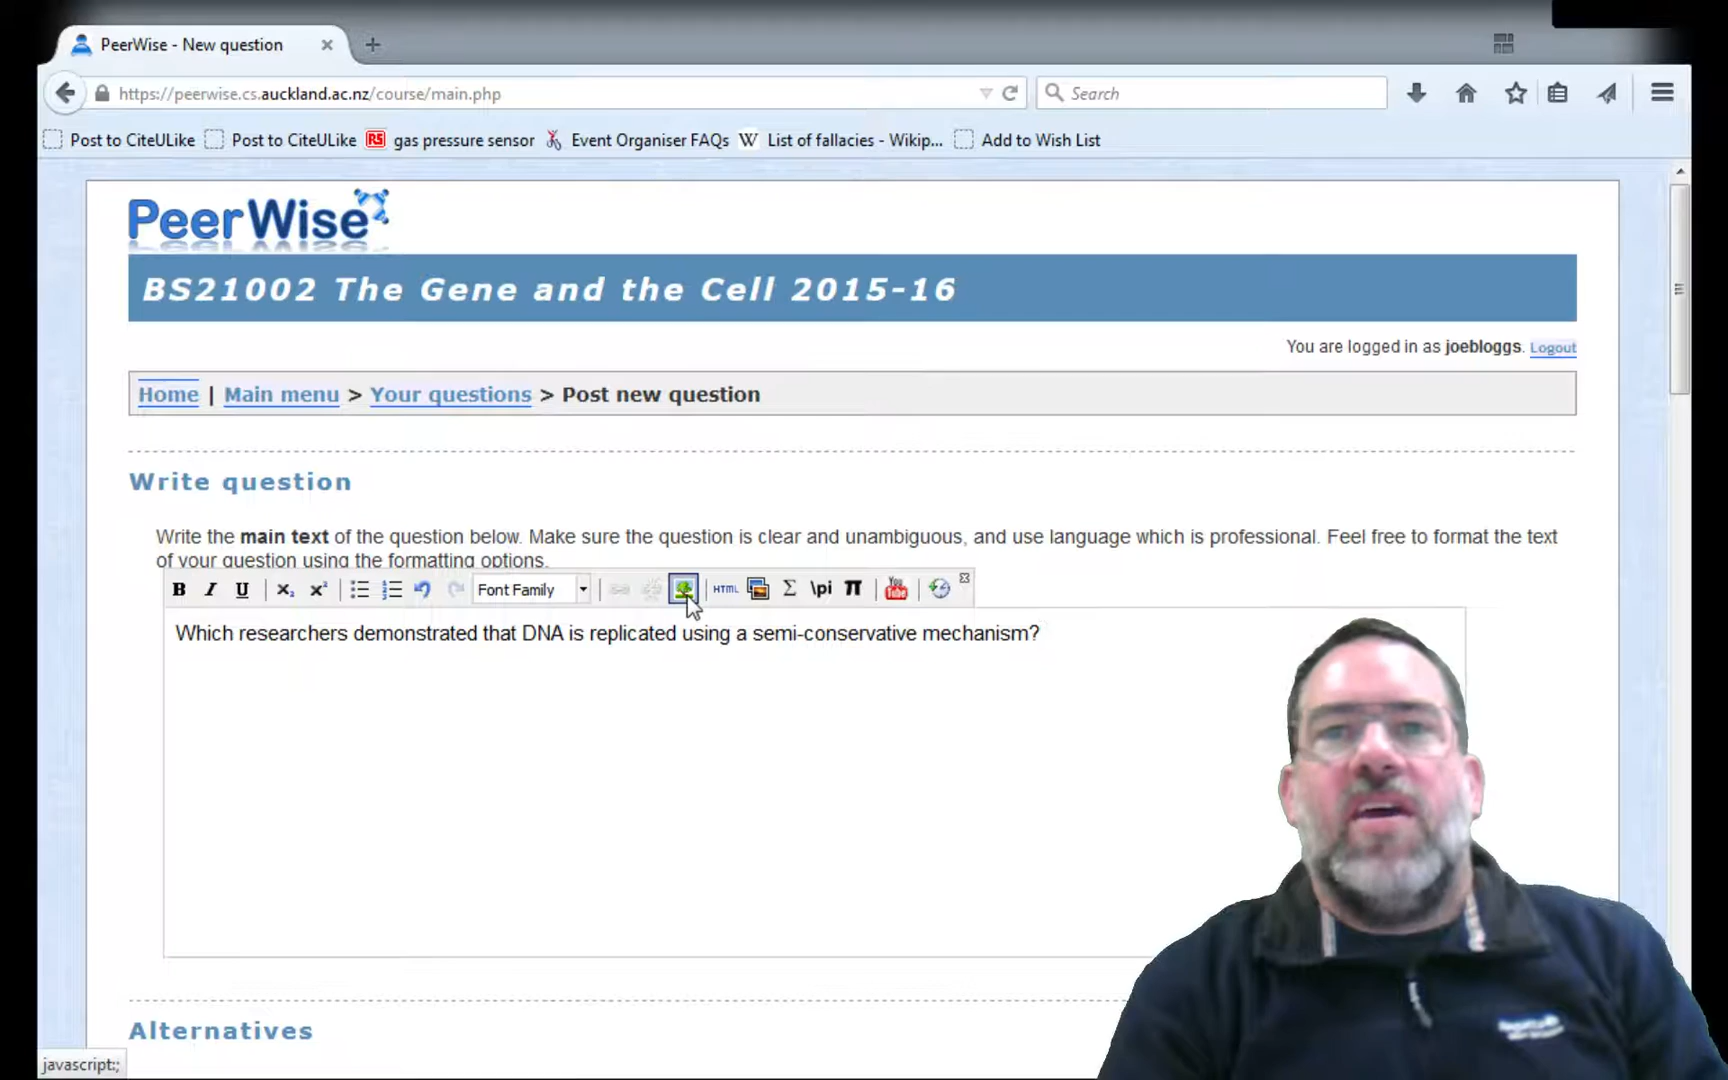 PeerWise - New question
https://peerwise.cs.auckland.ac.nz/course/main.php
Search
Post to CiteULike
Post to CiteULike
RS gas pressure sensor
Event Organiser FAQs
W List of fallacies - Wikip...
Add to Wish List
PeerWise
BS21002 The Gene and the Cell 2015-16
You are logged in as joebloggs. Logout
Home | Main menu > Your questions > Post new question
Write question
Write the main text of the question below. Make sure the question is clear and unambiguous, and use language which is professional. Feel free to format the text
of your question using the formatting options.
B I U x₂ x² Font Family HTML Σ \pi π You Tube
Which researchers demonstrated that DNA is replicated using a semi-conservative mechanism?
Alternatives
javascript:;